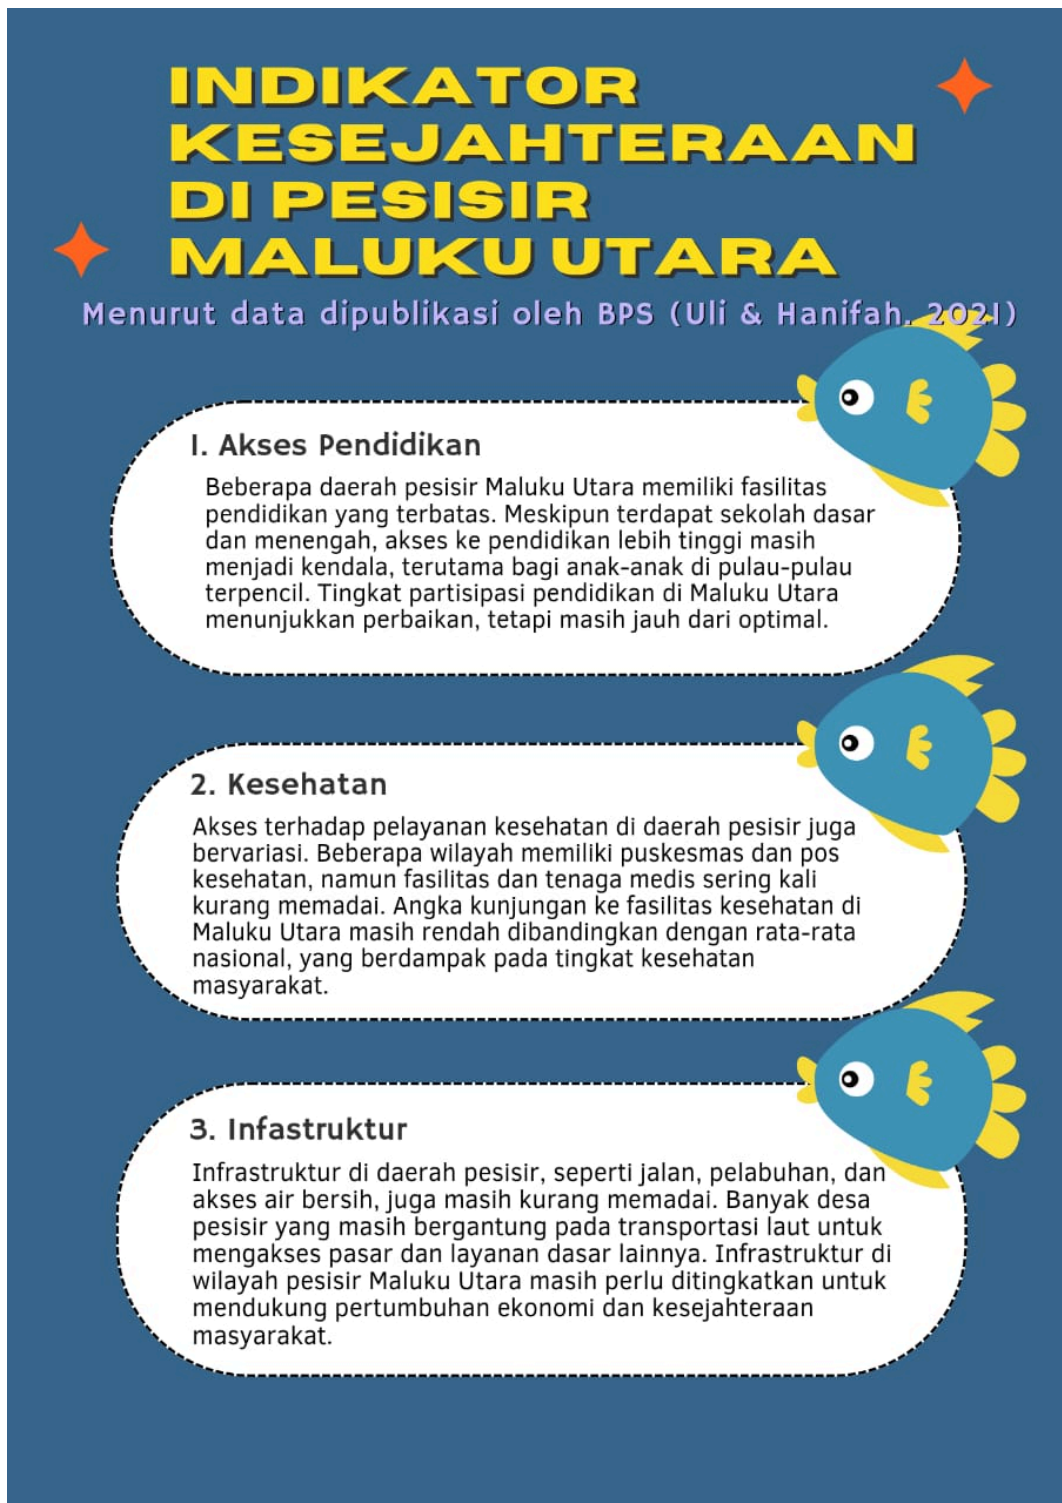 INDIKATOR
KESEJAHTERAAN
DI PESISIR
MALUKU UTARA
Menurut data dipublikasi oleh BPS (Uli & Hanifah, 2021)
1. Akses Pendidikan
Beberapa daerah pesisir Maluku Utara memiliki fasilitas
pendidikan yang terbatas. Meskipun terdapat sekolah dasar
dan menengah, akses ke pendidikan lebih tinggi masih
menjadi kendala, terutama bagi anak-anak di pulau-pulau
terpencil. Tingkat partisipasi pendidikan di Maluku Utara
menunjukkan perbaikan, tetapi masih jauh dari optimal.
2. Kesehatan
Akses terhadap pelayanan kesehatan di daerah pesisir juga
bervariasi. Beberapa wilayah memiliki puskesmas dan pos
kesehatan, namun fasilitas dan tenaga medis sering kali
kurang memadai. Angka kunjungan ke fasilitas kesehatan di
Maluku Utara masih rendah dibandingkan dengan rata-rata
nasional, yang berdampak pada tingkat kesehatan
masyarakat.
3. Infastruktur
Infrastruktur di daerah pesisir, seperti jalan, pelabuhan, dan
akses air bersih, juga masih kurang memadai. Banyak desa
pesisir yang masih bergantung pada transportasi laut untuk
mengakses pasar dan layanan dasar lainnya. Infrastruktur di
wilayah pesisir Maluku Utara masih perlu ditingkatkan untuk
mendukung pertumbuhan ekonomi dan kesejahteraan
masyarakat.